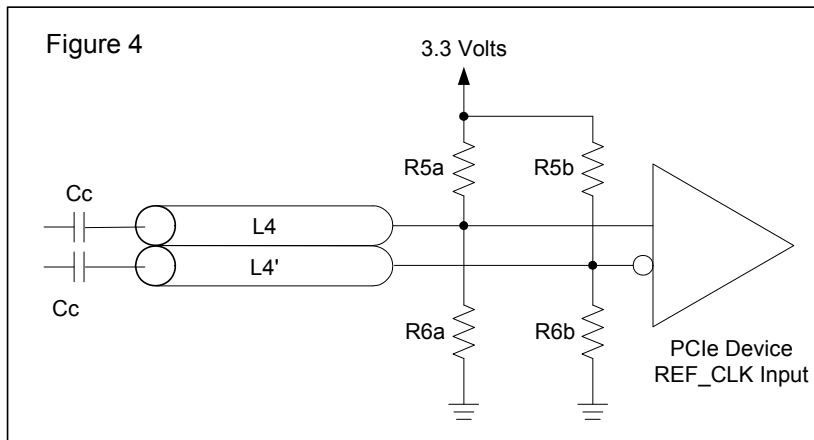 Figure 4
3.3 Volts
R5a
R5b
Cc
L4
L4'
Cc
R6a
R6b
PCIe Device
REF_CLK Input